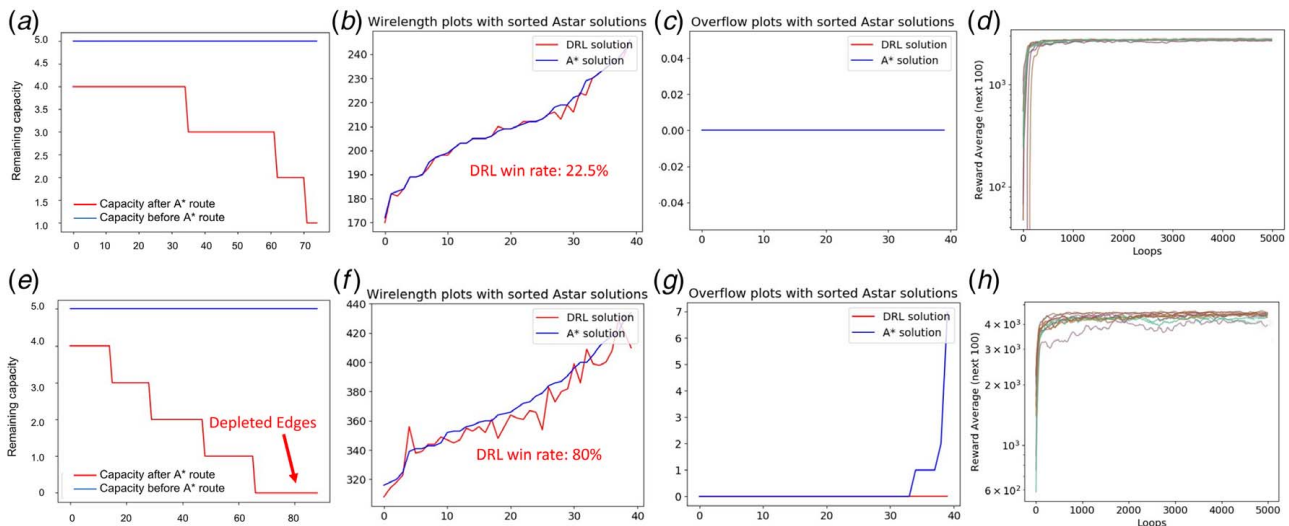 (a)
5.0
4.5
4.0
3.5
3.0
2.5
2.0
1.5
1.0
Remaining capacity
Capacity after A* route
Capacity before A* route
0 10 20 30 40 50 60 70
(b)
Wirelength plots with sorted Astar solutions
DRL solution
A* solution
240
230
220
210
200
190
180
170
DRL win rate: 22.5%
0 10 20 30 40
(c)
Overflow plots with sorted Astar solutions
DRL solution
A* solution
0.04
0.02
0.00
-0.02
-0.04
0 10 20 30 40
(d)
Reward Average (next 100)
10³
10²
0 1000 2000 3000 4000 5000
Loops
(e)
5.0
4.0
3.0
2.0
1.0
0
Remaining capacity
Depleted Edges
Capacity after A* route
Capacity before A* route
0 20 40 60 80
(f)
Wirelength plots with sorted Astar solutions
DRL solution
A* solution
440
420
400
380
360
340
320
DRL win rate: 80%
0 10 20 30 40
(g)
Overflow plots with sorted Astar solutions
DRL solution
A* solution
7
6
5
4
3
2
1
0
0 10 20 30 40
(h)
Reward Average (next 100)
4 × 10³
3 × 10³
2 × 10³
10³
6 × 10²
0 1000 2000 3000 4000 5000
Loops